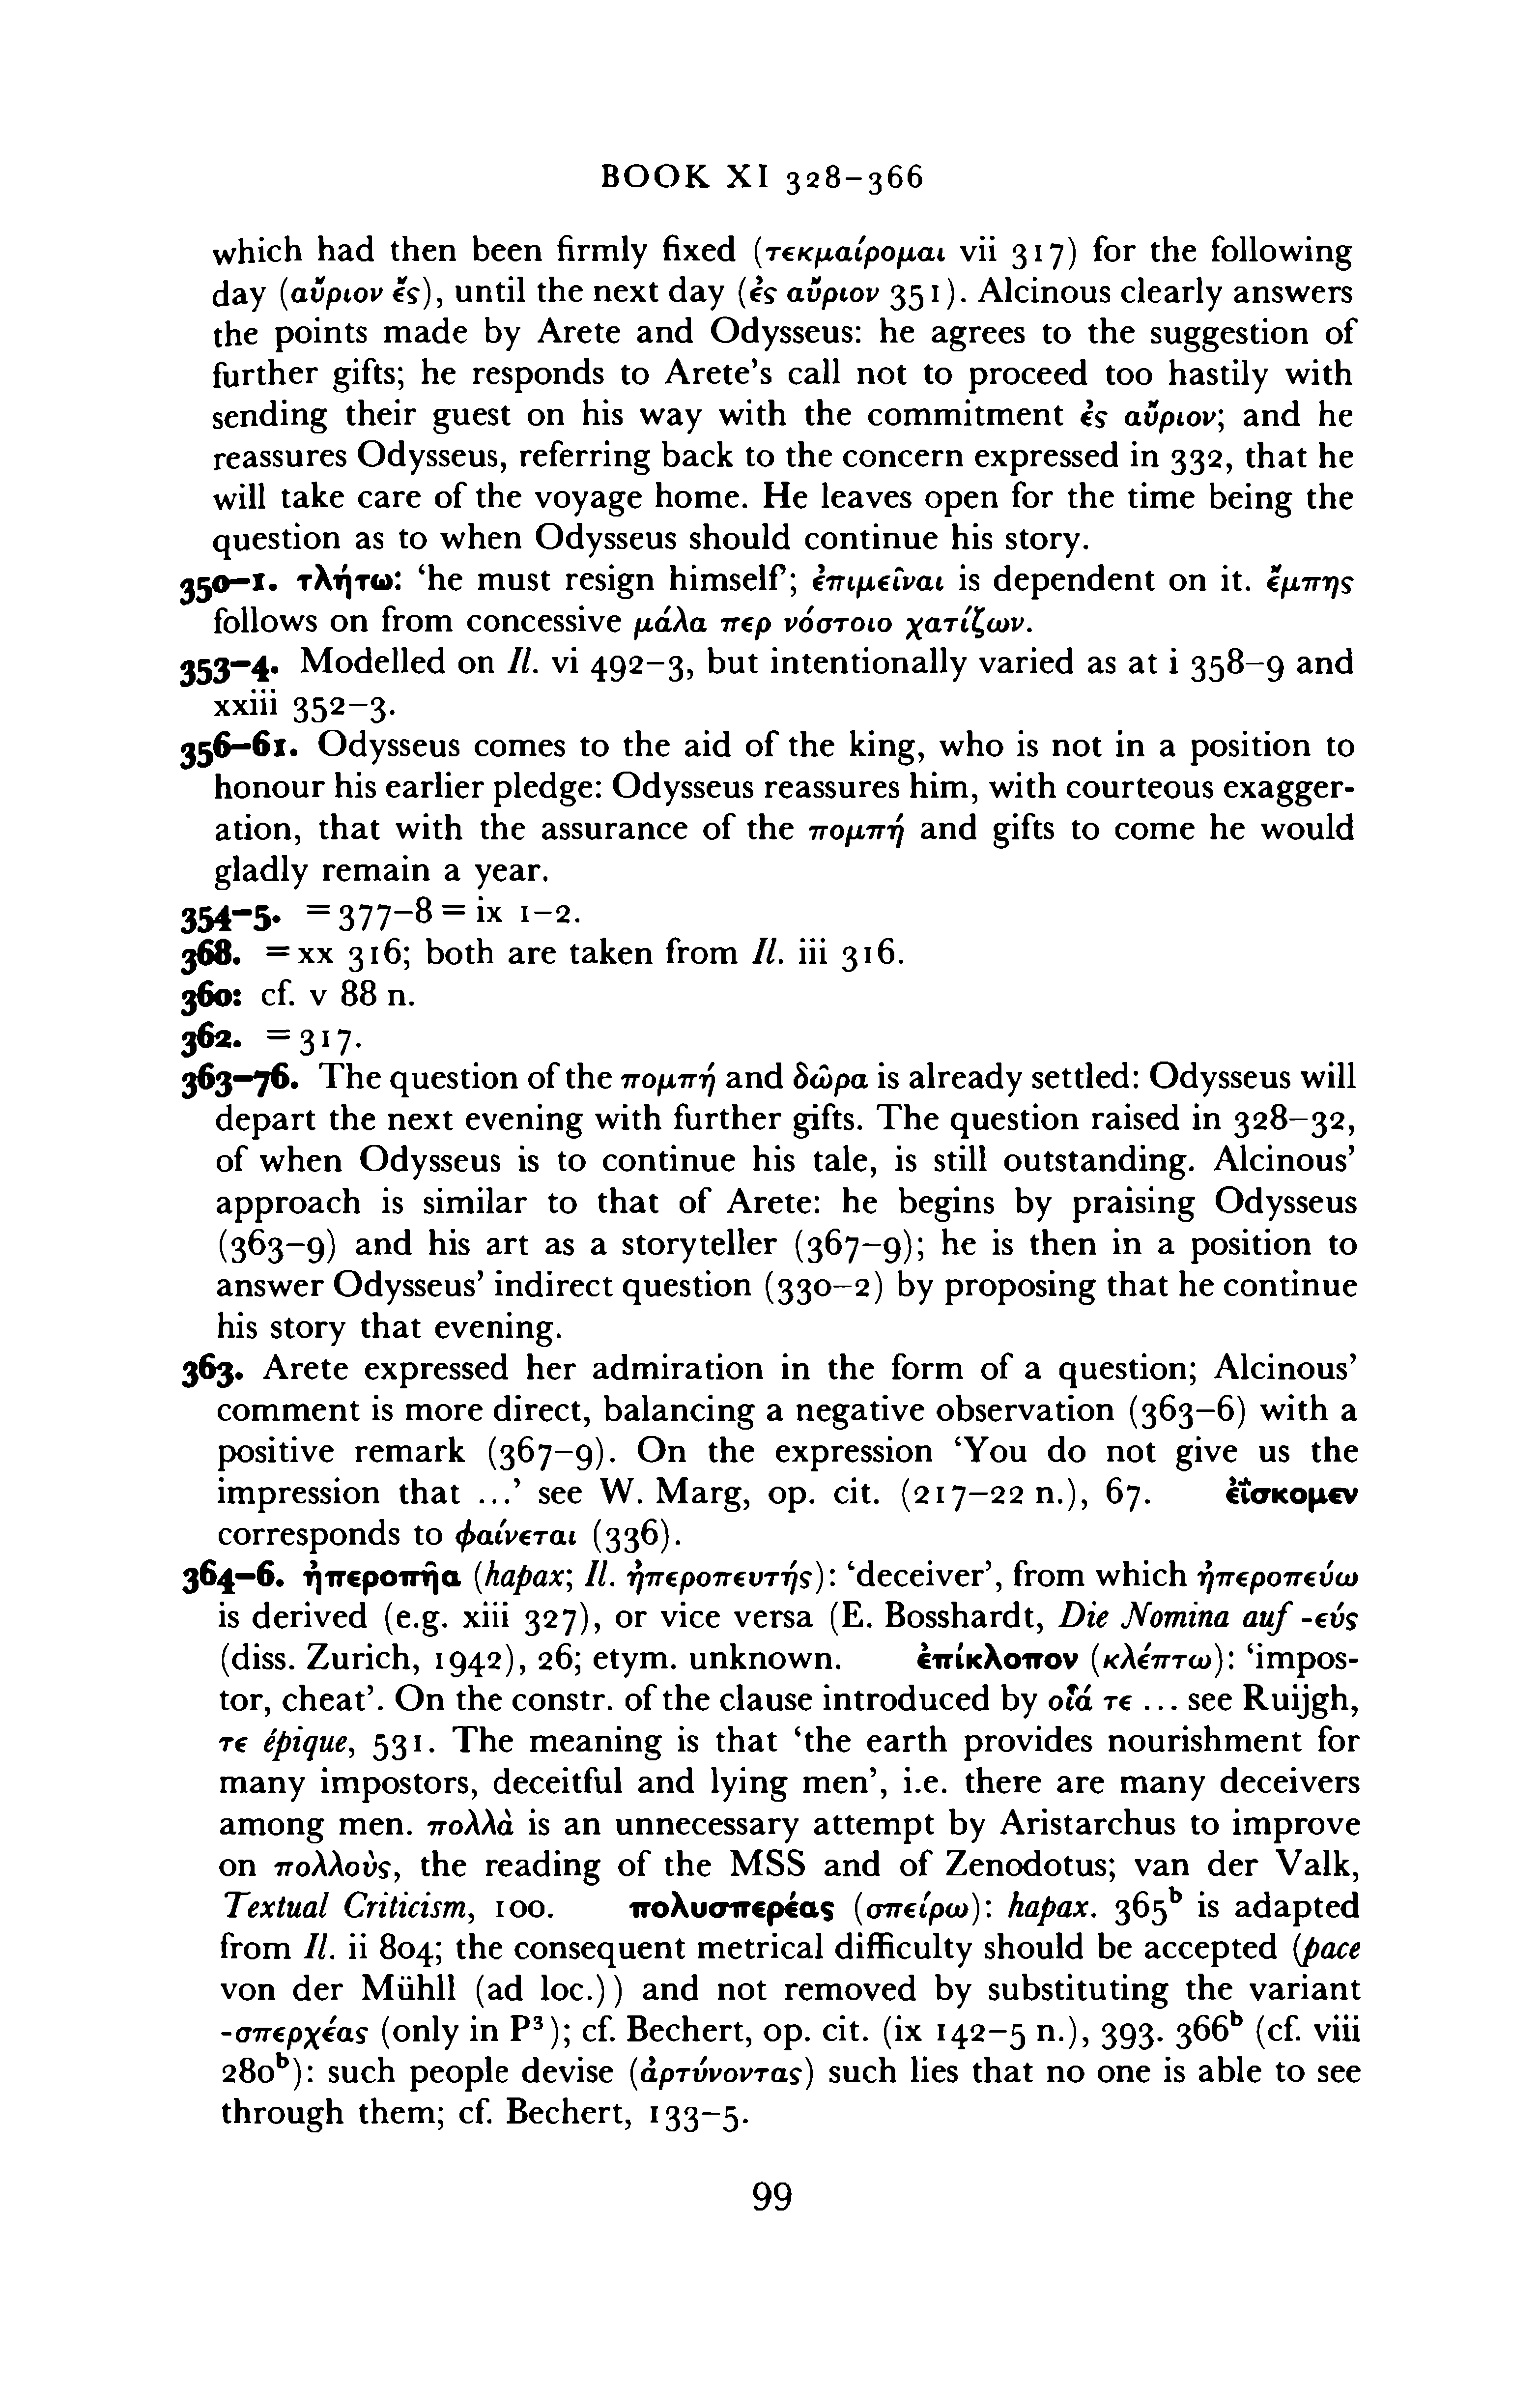 BOOK XI 328–366
which had then been firmly fixed (τεκμαίρομαι vii 317) for the following
day (αὔριον ἔς), until the next day (ἐς αὔριον 351). Alcinous clearly answers
the points made by Arete and Odysseus: he agrees to the suggestion of
further gifts; he responds to Arete’s call not to proceed too hastily with
sending their guest on his way with the commitment ἐς αὔριον; and he
reassures Odysseus, referring back to the concern expressed in 332, that he
will take care of the voyage home. He leaves open for the time being the
question as to when Odysseus should continue his story.
350–1. τλήτω: ‘he must resign himself’; ἐπιμεῖναι is dependent on it. ἔμπης
follows on from concessive μάλα περ νόστοιο χατίζων.
353–4. Modelled on Il. vi 492–3, but intentionally varied as at i 358–9 and
xxiii 352–3.
356–61. Odysseus comes to the aid of the king, who is not in a position to
honour his earlier pledge: Odysseus reassures him, with courteous exagger-
ation, that with the assurance of the πομπή and gifts to come he would
gladly remain a year.
354–5. =377–8=ix 1–2.
368. =xx 316; both are taken from Il. iii 316.
360: cf. v 88 n.
362. =317.
363–76. The question of the πομπή and δῶρα is already settled: Odysseus will
depart the next evening with further gifts. The question raised in 328–32,
of when Odysseus is to continue his tale, is still outstanding. Alcinous’
approach is similar to that of Arete: he begins by praising Odysseus
(363–9) and his art as a storyteller (367–9); he is then in a position to
answer Odysseus’ indirect question (330–2) by proposing that he continue
his story that evening.
363. Arete expressed her admiration in the form of a question; Alcinous’
comment is more direct, balancing a negative observation (363–6) with a
positive remark (367–9). On the expression ‘You do not give us the
impression that ...’ see W. Marg, op. cit. (217–22 n.), 67. ἐΐσκομεν
corresponds to φαίνεται (336).
364–6. ἠπεροπῆα (hapax; Il. ἠπεροπευτής): ‘deceiver’, from which ἠπεροπεύω
is derived (e.g. xiii 327), or vice versa (E. Bosshardt, Die Nomina auf -ευς
(diss. Zurich, 1942), 26; etym. unknown. ἐπίκλοπον (κλέπτω): ‘impos-
tor, cheat’. On the constr. of the clause introduced by οἷά τε ... see Ruijgh,
τε épique, 531. The meaning is that ‘the earth provides nourishment for
many impostors, deceitful and lying men’, i.e. there are many deceivers
among men. πολλὰ is an unnecessary attempt by Aristarchus to improve
on πολλούς, the reading of the MSS and of Zenodotus; van der Valk,
Textual Criticism, 100. πολυσπερέας (σπείρω): hapax. 365ᵇ is adapted
from Il. ii 804; the consequent metrical difficulty should be accepted (pace
von der Mühll (ad loc.)) and not removed by substituting the variant
-σπερχέας (only in P³); cf. Bechert, op. cit. (ix 142–5 n.), 393. 366ᵇ (cf. viii
280ᵇ): such people devise (ἀρτύνοντας) such lies that no one is able to see
through them; cf. Bechert, 133–5.
99